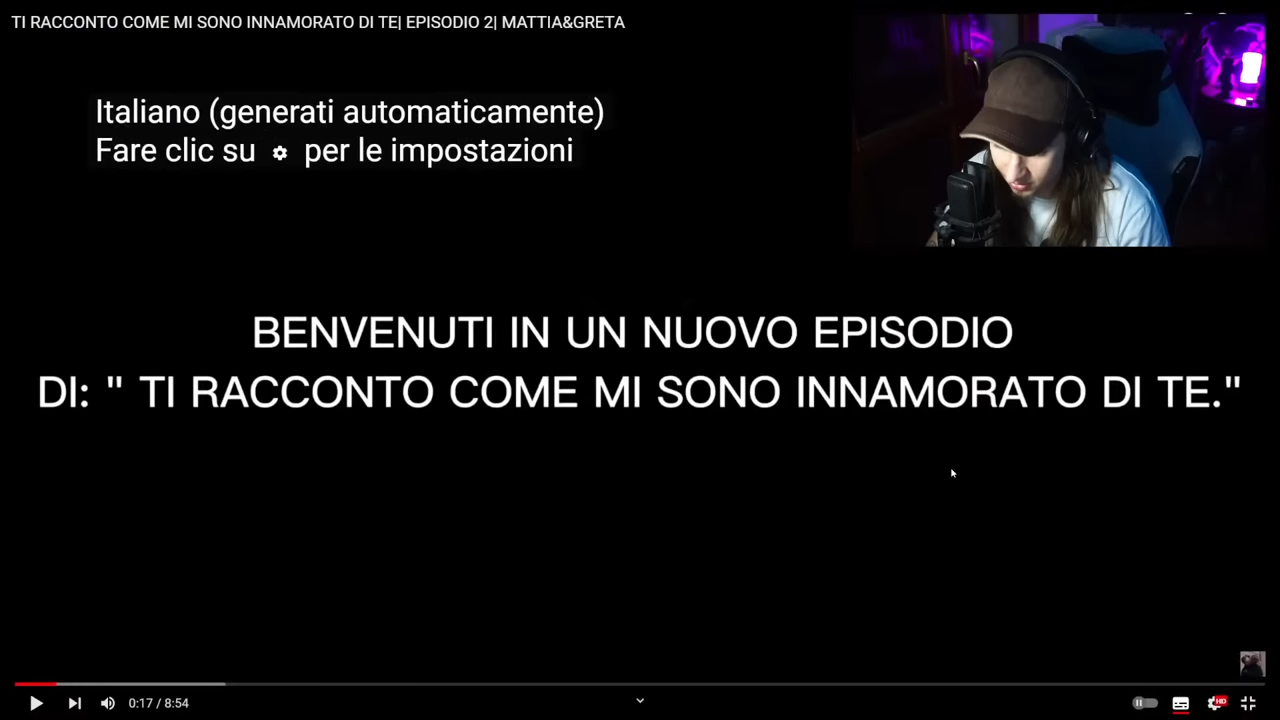 TI RACCONTO COME MI SONO INNAMORATO DI TE| EPISODIO 2| MATTIA&GRETA
Italiano (generati automaticamente)
Fare clic su per le impostazioni
BENVENUTI IN UN NUOVO EPISODIO
DI: " TI RACCONTO COME MI SONO INNAMORATO DI TE."
0:17 / 8:54
HD